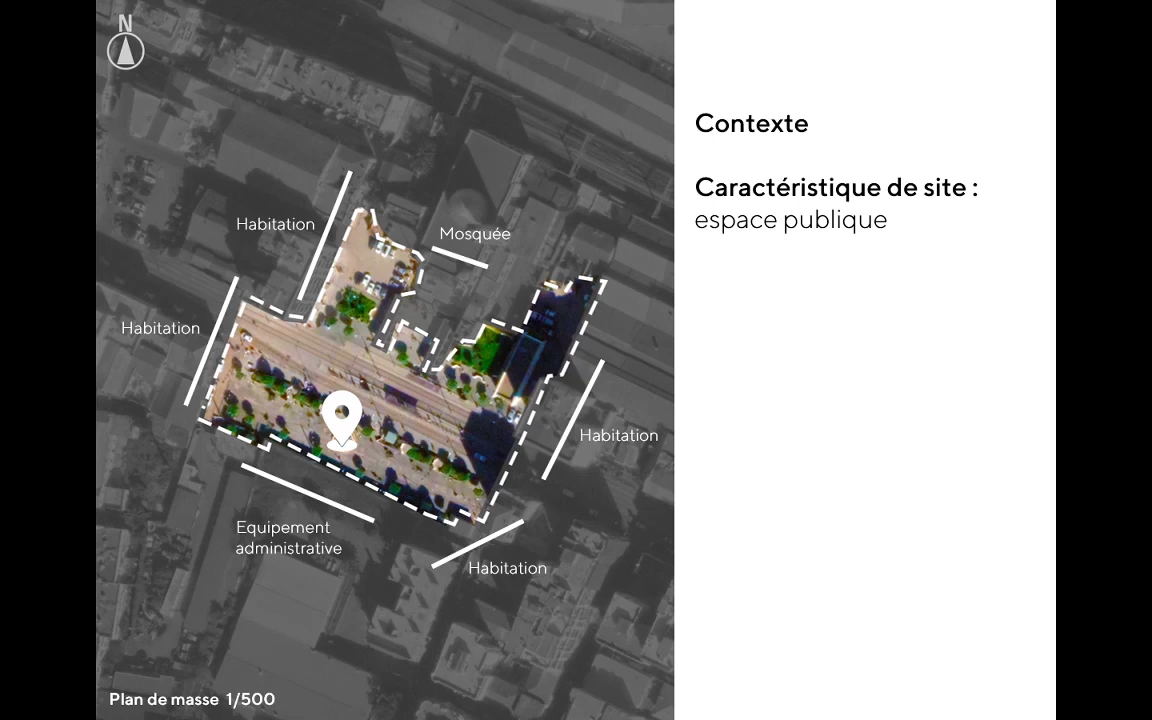 N
Habitation
Mosquée
Habitation
Habitation
Equipement
administrative
Habitation
Plan de masse 1/500
Contexte
Caractéristique de site :
espace publique